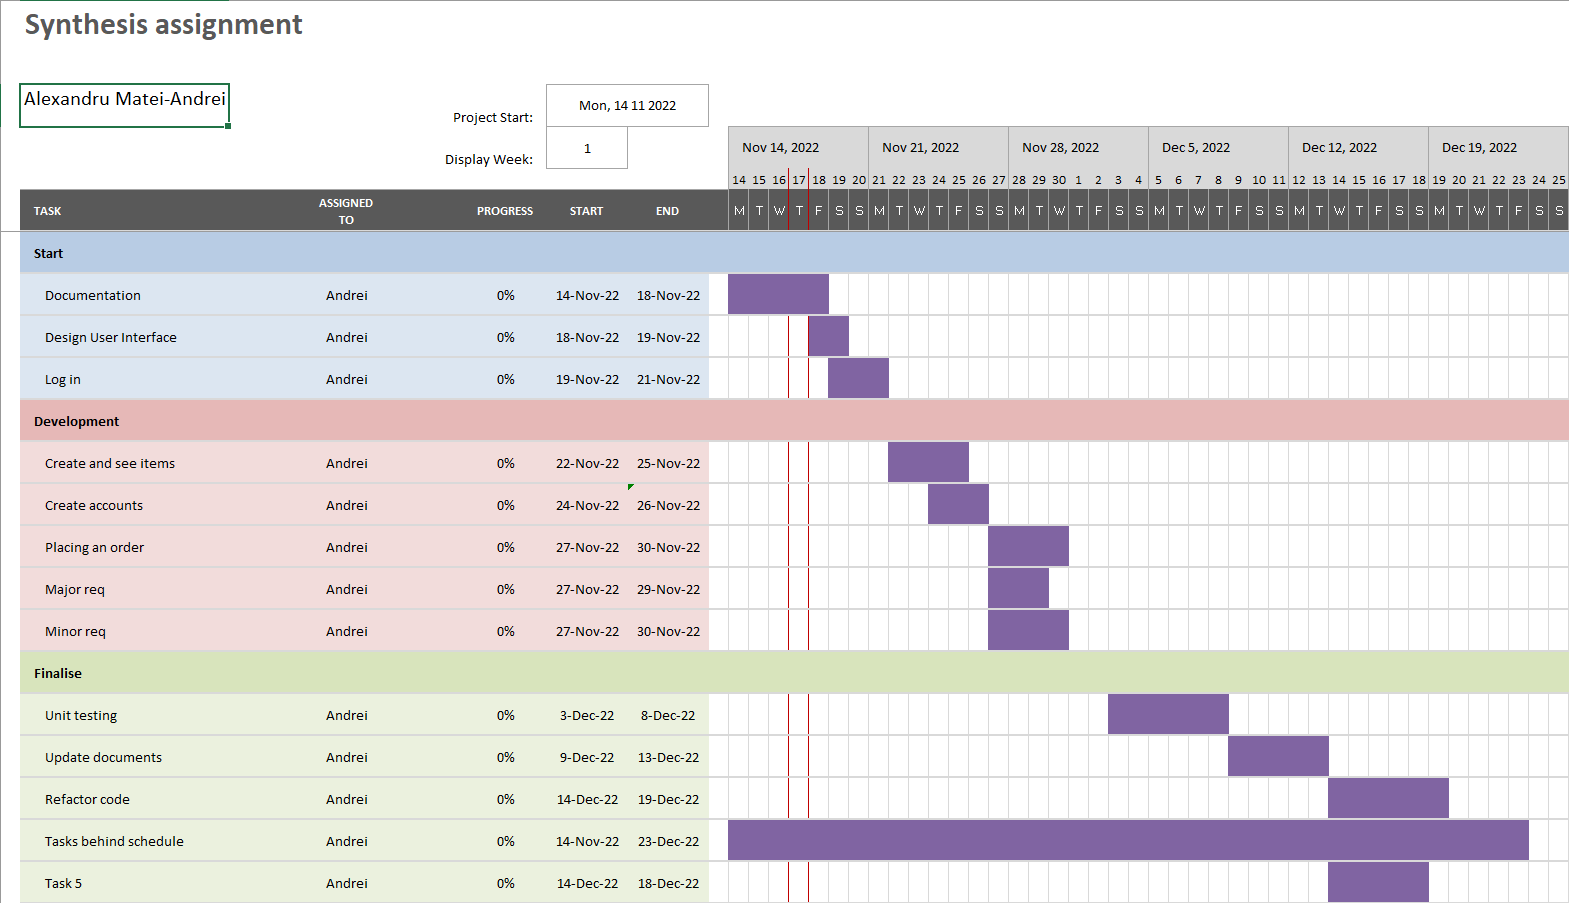 Synthesis assignment
Alexandru Matei-Andrei
Project Start: Mon, 14 11 2022
Display Week: 1
Nov 14, 2022 Nov 21, 2022 Nov 28, 2022 Dec 5, 2022 Dec 12, 2022 Dec 19, 2022
14 15 16 17 18 19 20 21 22 23 24 25 26 27 28 29 30 1 2 3 4 5 6 7 8 9 10 11 12 13 14 15 16 17 18 19 20 21 22 23 24 25
TASK ASSIGNED TO PROGRESS START END M T W T F S S M T W T F S S M T W T F S S M T W T F S S M T W T F S S M T W T F S S
Start
Documentation Andrei 0% 14-Nov-22 18-Nov-22
Design User Interface Andrei 0% 18-Nov-22 19-Nov-22
Log in Andrei 0% 19-Nov-22 21-Nov-22
Development
Create and see items Andrei 0% 22-Nov-22 25-Nov-22
Create accounts Andrei 0% 24-Nov-22 26-Nov-22
Placing an order Andrei 0% 27-Nov-22 30-Nov-22
Major req Andrei 0% 27-Nov-22 29-Nov-22
Minor req Andrei 0% 27-Nov-22 30-Nov-22
Finalise
Unit testing Andrei 0% 3-Dec-22 8-Dec-22
Update documents Andrei 0% 9-Dec-22 13-Dec-22
Refactor code Andrei 0% 14-Dec-22 19-Dec-22
Tasks behind schedule Andrei 0% 14-Nov-22 23-Dec-22
Task 5 Andrei 0% 14-Dec-22 18-Dec-22